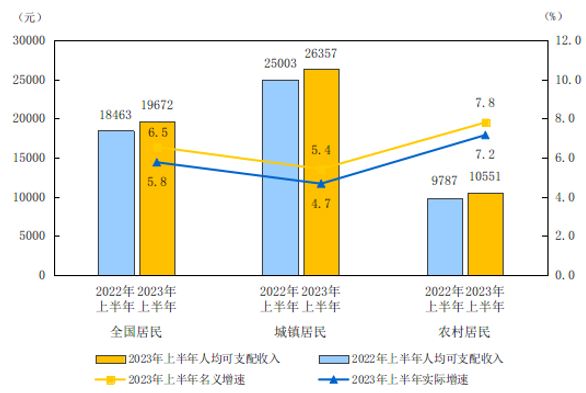 (元) (%)
30000 12.0
26357
25003
25000 10.0
19672
18463
20000 7.8 8.0
6.5
5.4
15000 6.0
5.8 7.2
4.7
9787 10551
10000 4.0
5000 2.0
0 0.0
2022年 2023年 2022年 2023年 2022年 2023年
上半年 上半年 上半年 上半年 上半年 上半年
全国居民 城镇居民 农村居民
2023年上半年人均可支配收入 2022年上半年人均可支配收入
2023年上半年名义增速 2023年上半年实际增速